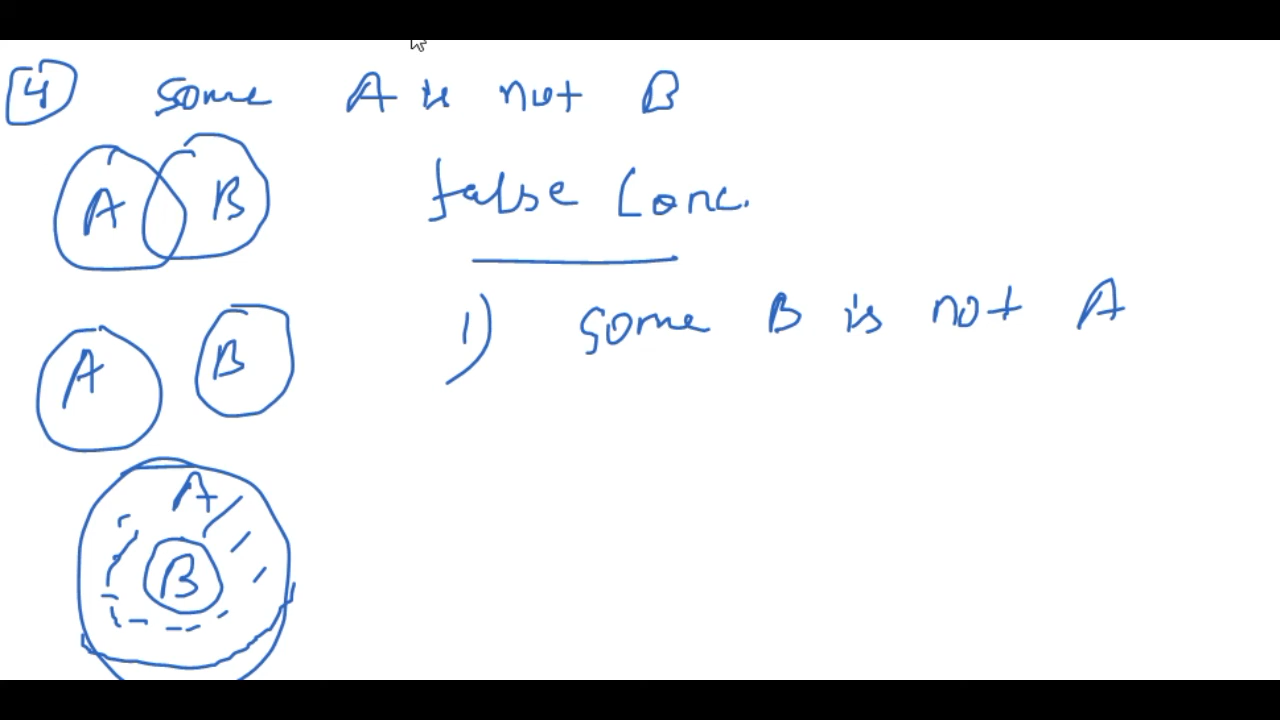 4 Some A is not B
A B
false Conc.
1) Some B is not A
A B
A
B